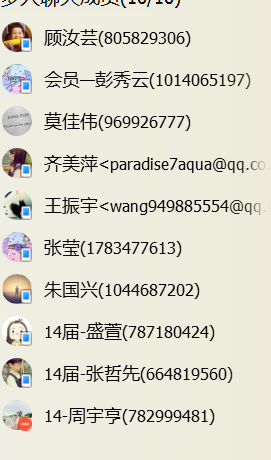 多人聊天成员(10/10)
顾汝芸(805829306)
会员—彭秀云(1014065197)
莫佳伟(969926777)
齐美萍<paradise7aqua@qq.co
王振宇<wang949885554@qq.
张莹(1783477613)
朱国兴(1044687202)
14届-盛萱(787180424)
14届-张哲先(664819560)
14-周宇亨(782999481)